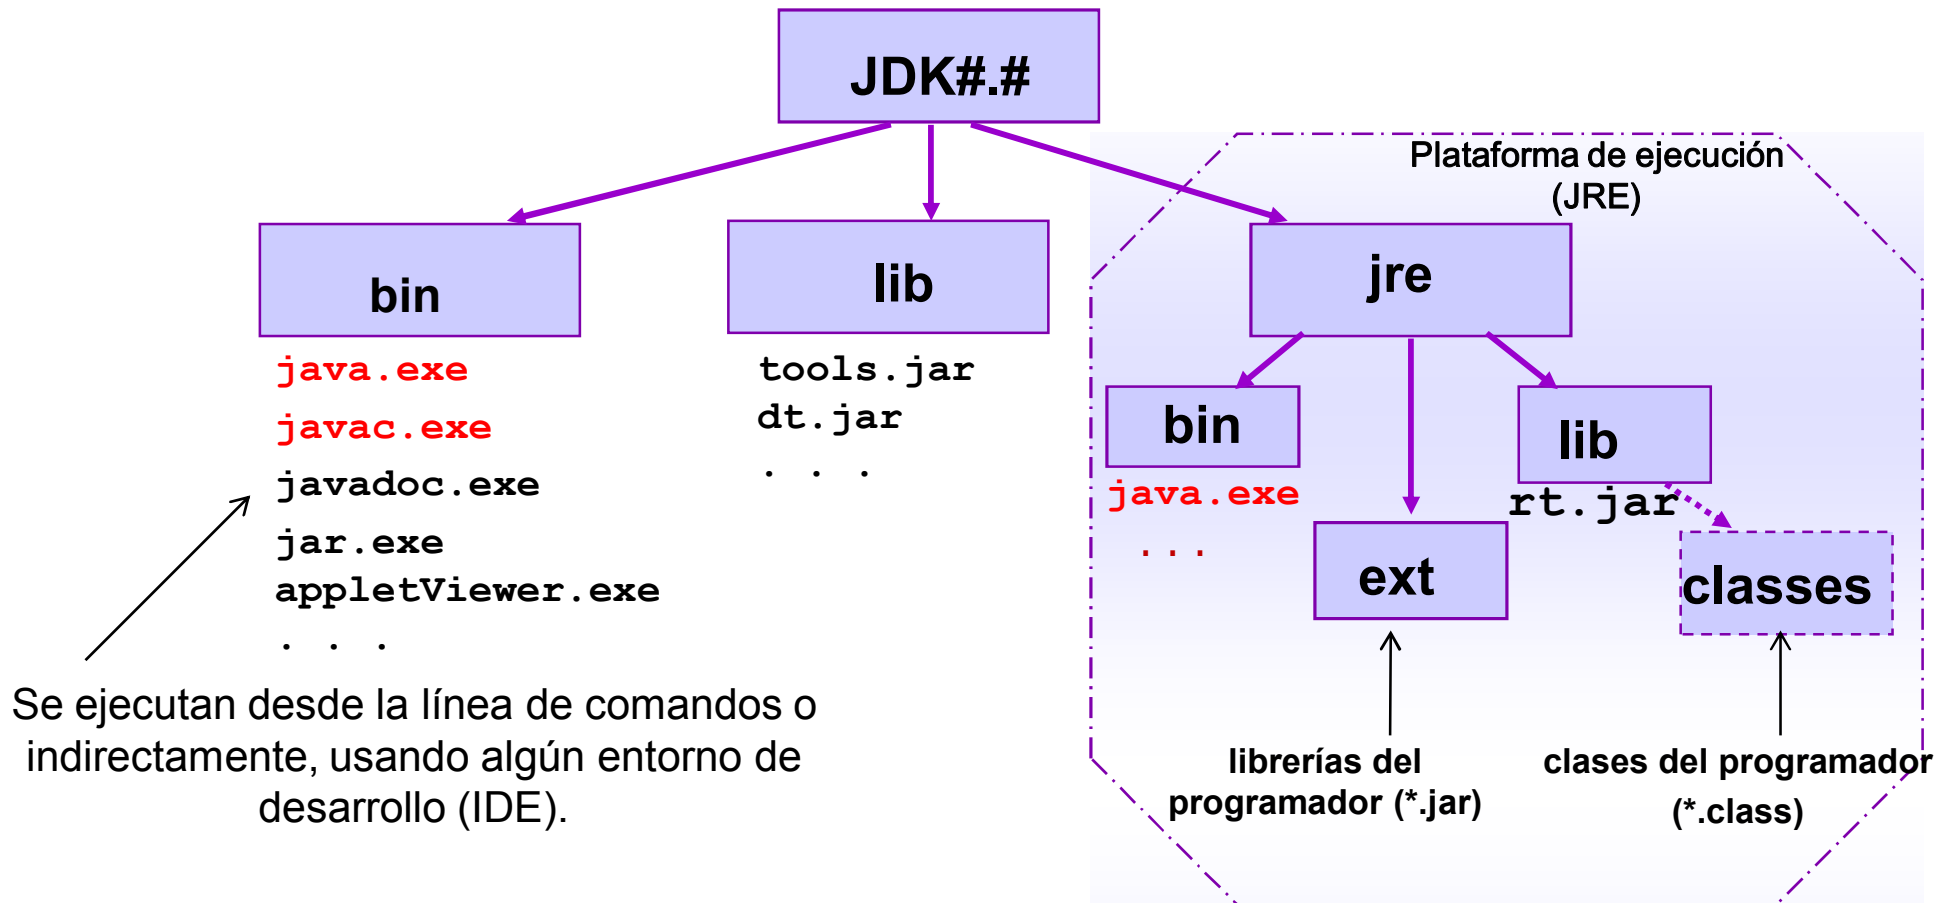 JDK#.#
Plataforma de ejecución
(JRE)
bin
lib
jre
java.exe
javac.exe
javadoc.exe
jar.exe
appletViewer.exe
. . .
tools.jar
dt.jar
. . .
bin
java.exe
...
ext
lib
rt.jar
classes
Se ejecutan desde la línea de comandos o
indirectamente, usando algún entorno de
desarrollo (IDE).
librerías del
programador (*.jar)
clases del programador
(*.class)